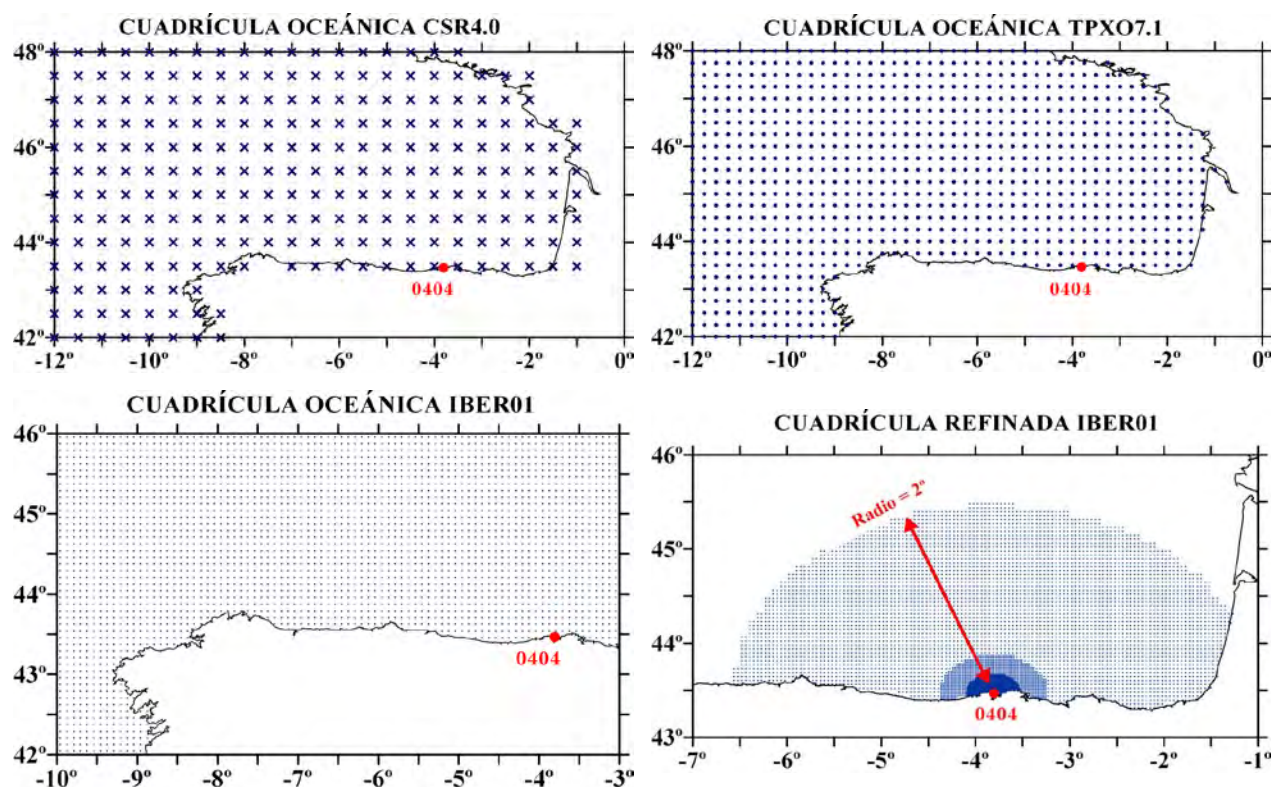 CUADRÍCULA OCEÁNICA CSR4.0
48º
46º
44º
42º
0404
-12 -10º -8º -6º -4º -2º 0º
CUADRÍCULA OCEÁNICA TPXO7.1
48º
46º
44º
42º
0404
-12 -10º -8º -6º -4º -2º 0º
CUADRÍCULA OCEÁNICA IBER01
46º
45º
44º
43º
42º
0404
-10º -9º -8º -7º -6º -5º -4º -3º
CUADRÍCULA REFINADA IBER01
46º
45º
44º
43º
Radio = 2º
0404
-7º -6º -5º -4º -3º -2º -1º